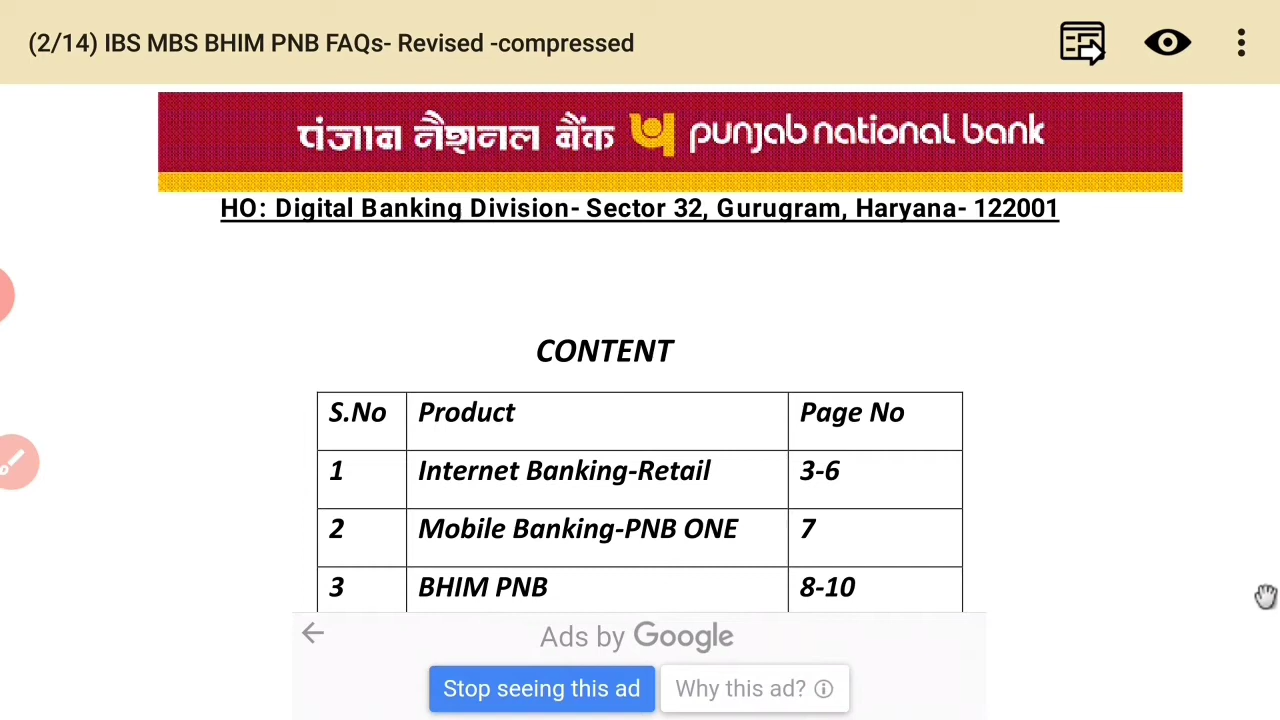 (2/14) IBS MBS BHIM PNB FAQs- Revised -compressed
पंजाब नैशनल बैंक punjab national bank
HO: Digital Banking Division- Sector 32, Gurugram, Haryana- 122001
CONTENT
S.No Product Page No
1 Internet Banking-Retail 3-6
2 Mobile Banking-PNB ONE 7
3 BHIM PNB 8-10
Ads by Google
Stop seeing this ad Why this ad?